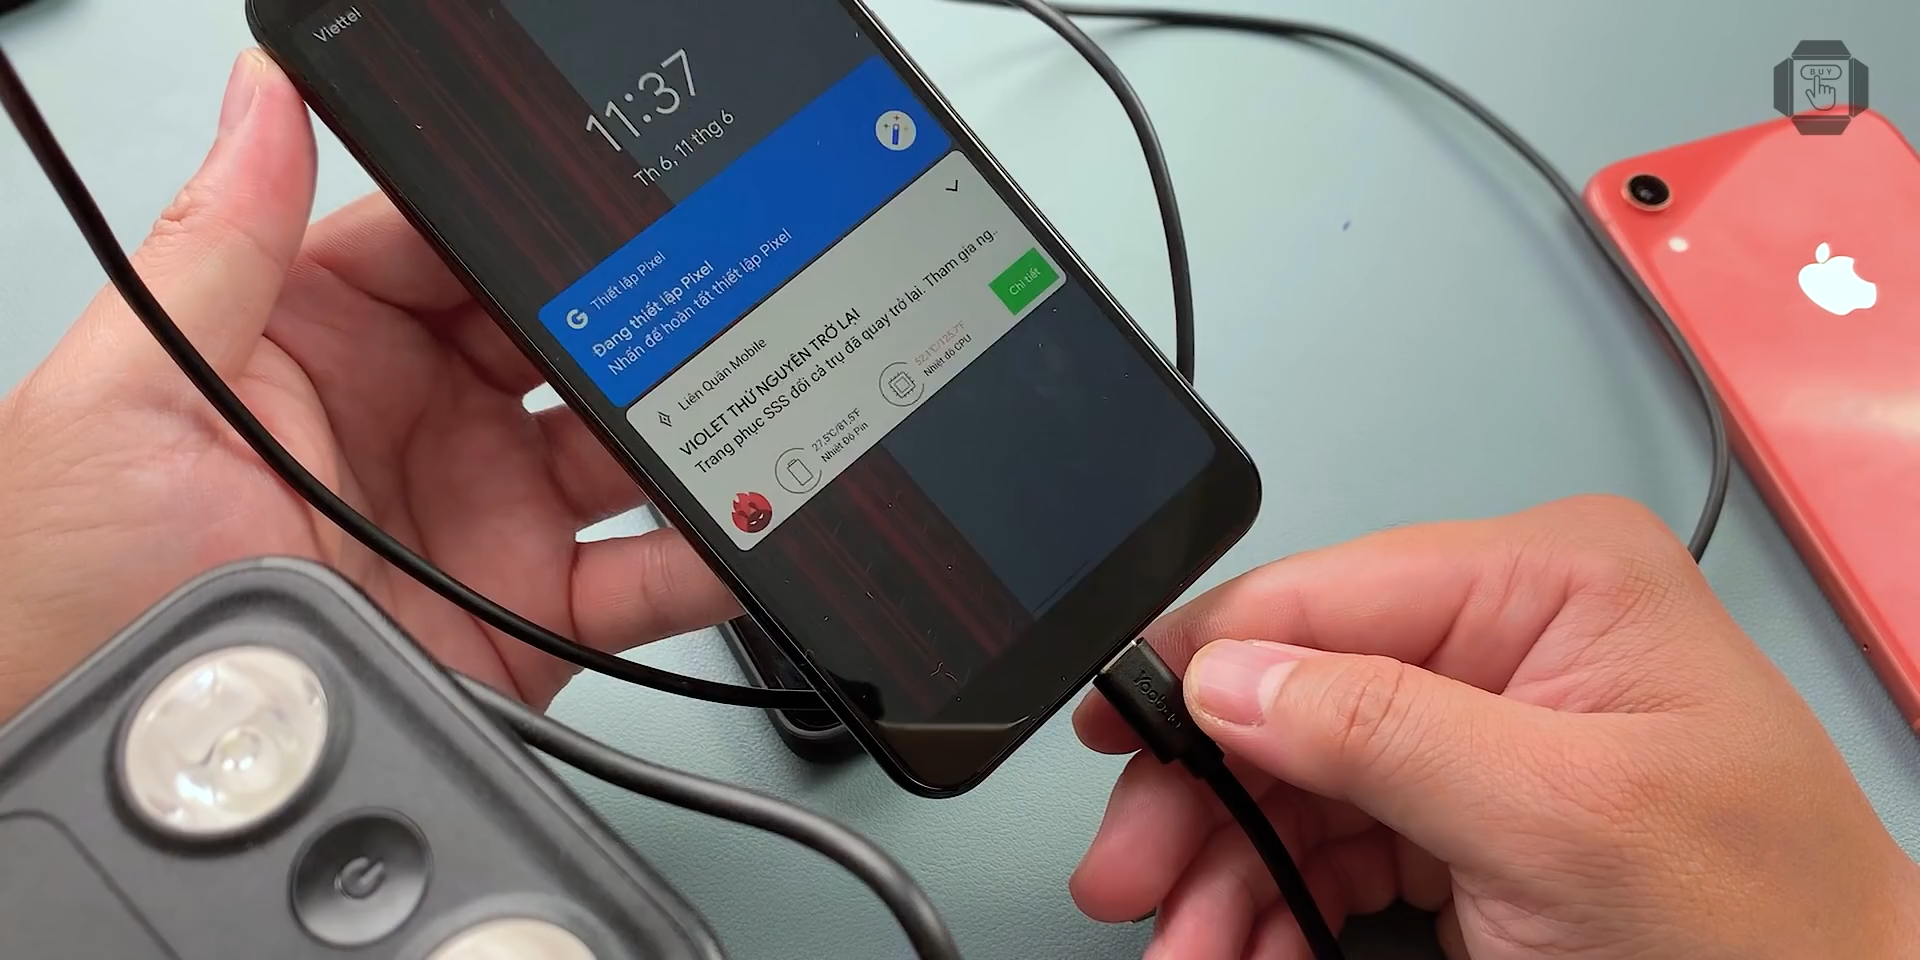 Viettel
11:37
Th 6, 11 thg 6
Thiết lập Pixel
Đang thiết lập Pixel
Nhấn để hoàn tất thiết lập Pixel
Liên Quân Mobile
VIOLET THỨ NGUYÊN TRỞ LẠI
Trang phục SSS đổi cả trụ đã quay trở lại. Tham gia ng..
27.5°C/81.5°F
Nhiệt Độ Pin
52.1°C/125.7°F
Nhiệt độ CPU
Chi tiết
Yoobao
BUY